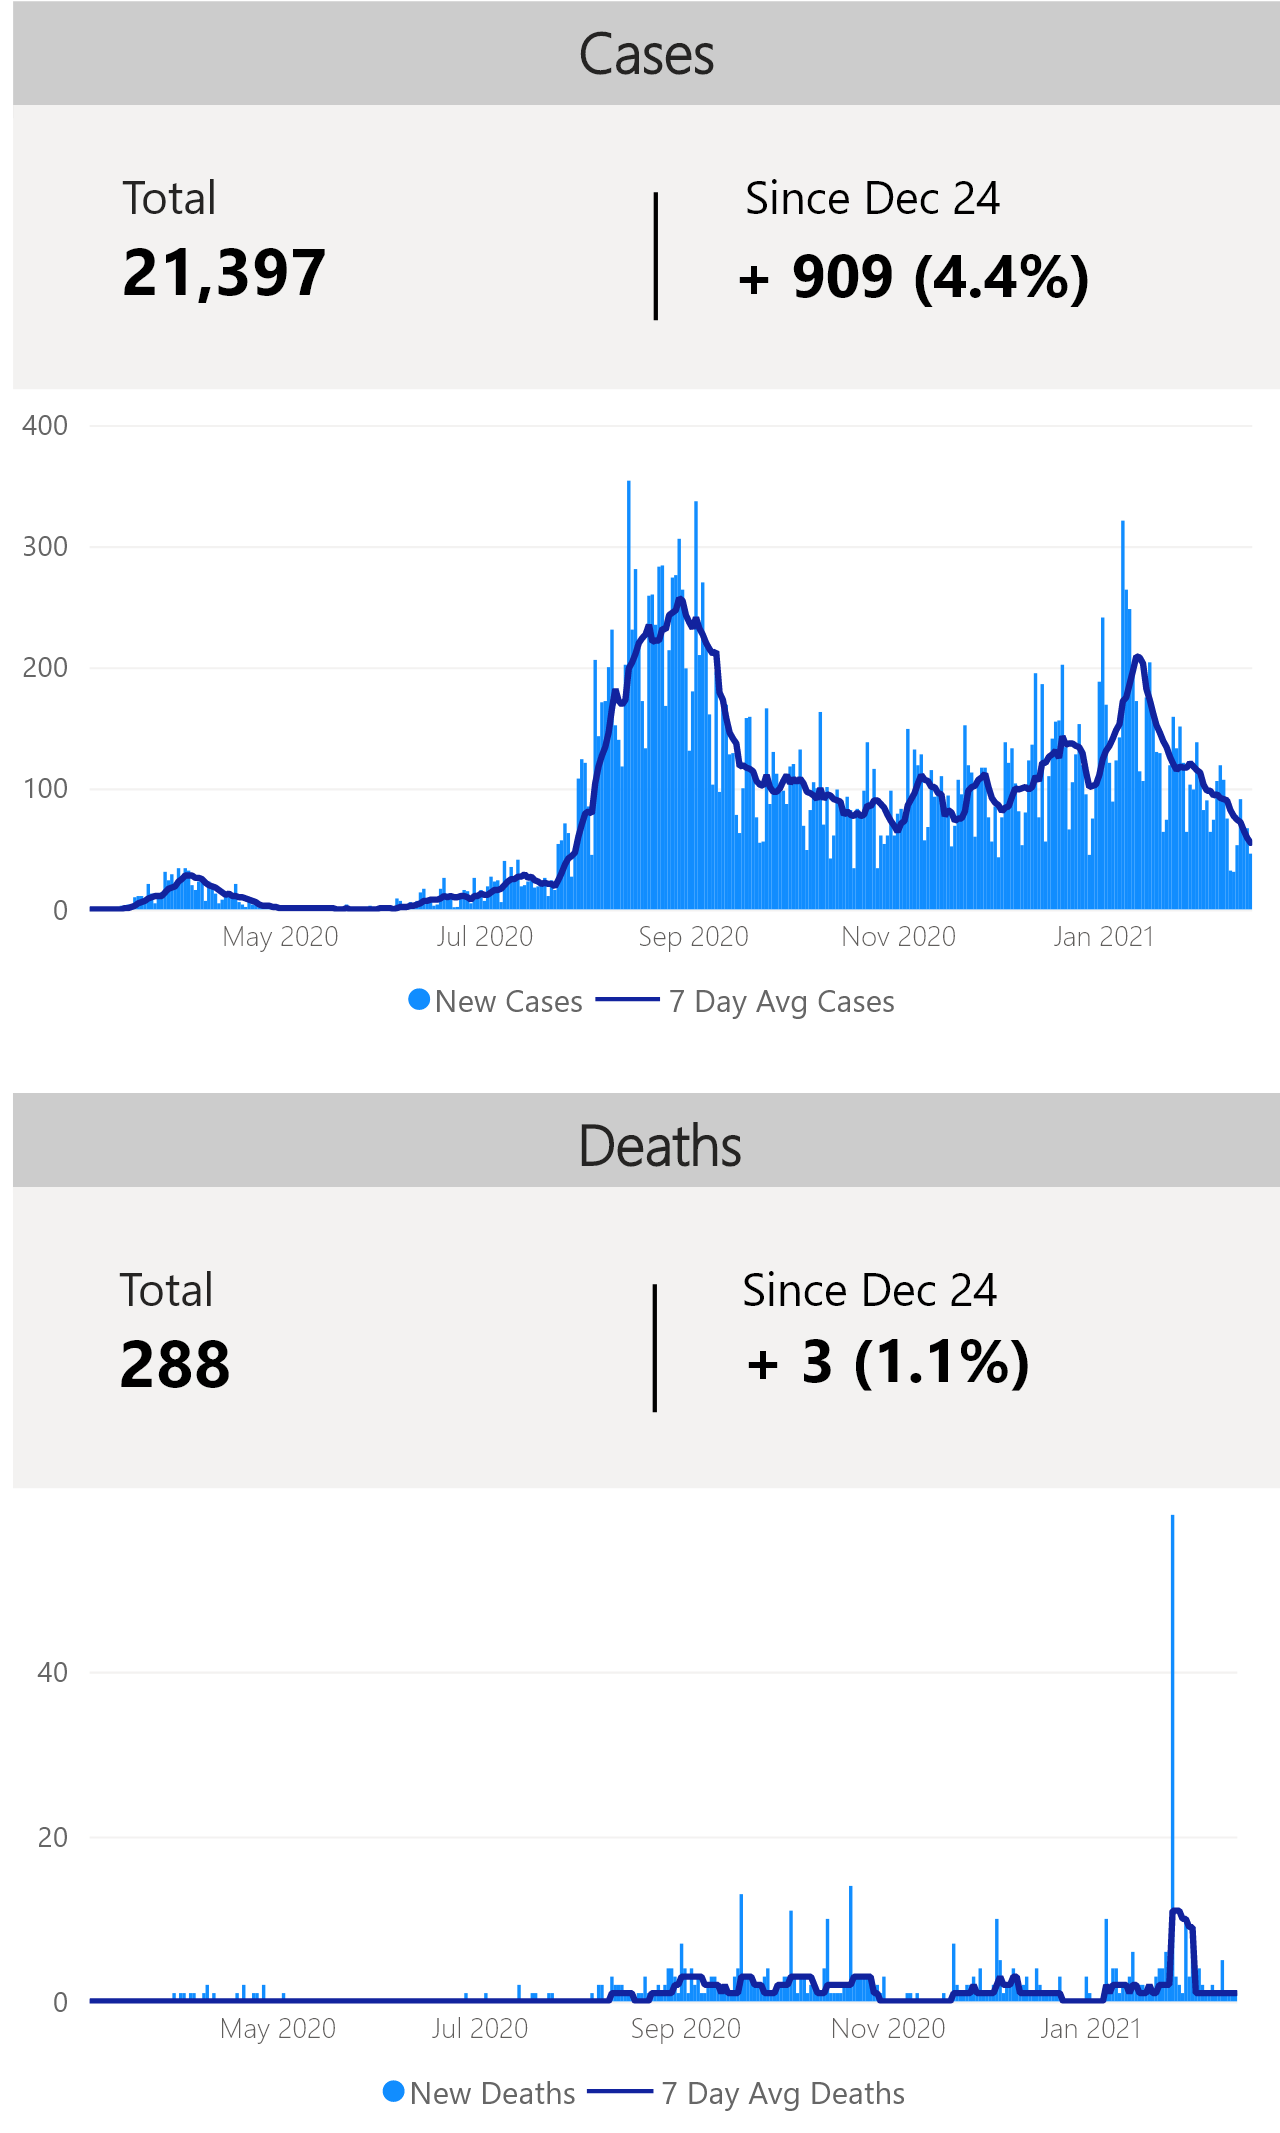 Cases
Total
Since Dec 24
21,397
+ 909 (4.4%)
400
300
200
100
0
May 2020
Jul 2020
Sep 2020
Nov 2020
Jan 2021
New Cases
7 Day Avg Cases
Deaths
Total
Since Dec 24
288
+ 3 (1.1%)
40
20
0
May 2020
Jul 2020
Sep 2020
Nov 2020
Jan 2021
New Deaths
7 Day Avg Deaths